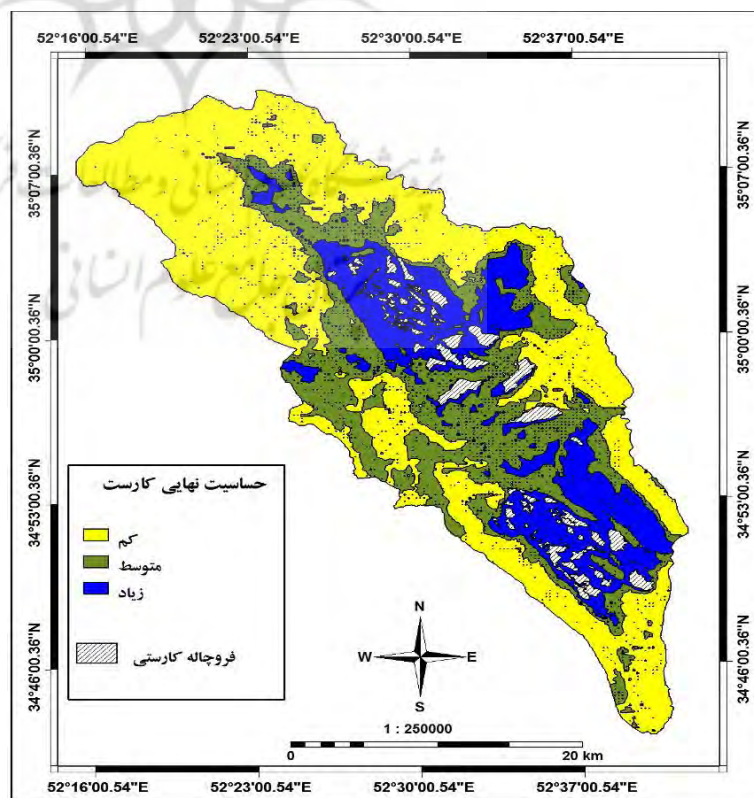 52°16'00.54"E 52°23'00.54"E 52°30'00.54"E 52°37'00.54"E
35°07'00.36"N 35°07'00.36"N
35°00'00.36"N 35°00'00.36"N
34°53'00.36"N 34°53'00.36"N
34°46'00.36"N 34°46'00.36"N
حساسیت نهایی کارست
کم
متوسط
زیاد
فروچاله کارستی
N
W E
S
1 : 250000
0 20 km
52°16'00.54"E 52°23'00.54"E 52°30'00.54"E 52°37'00.54"E